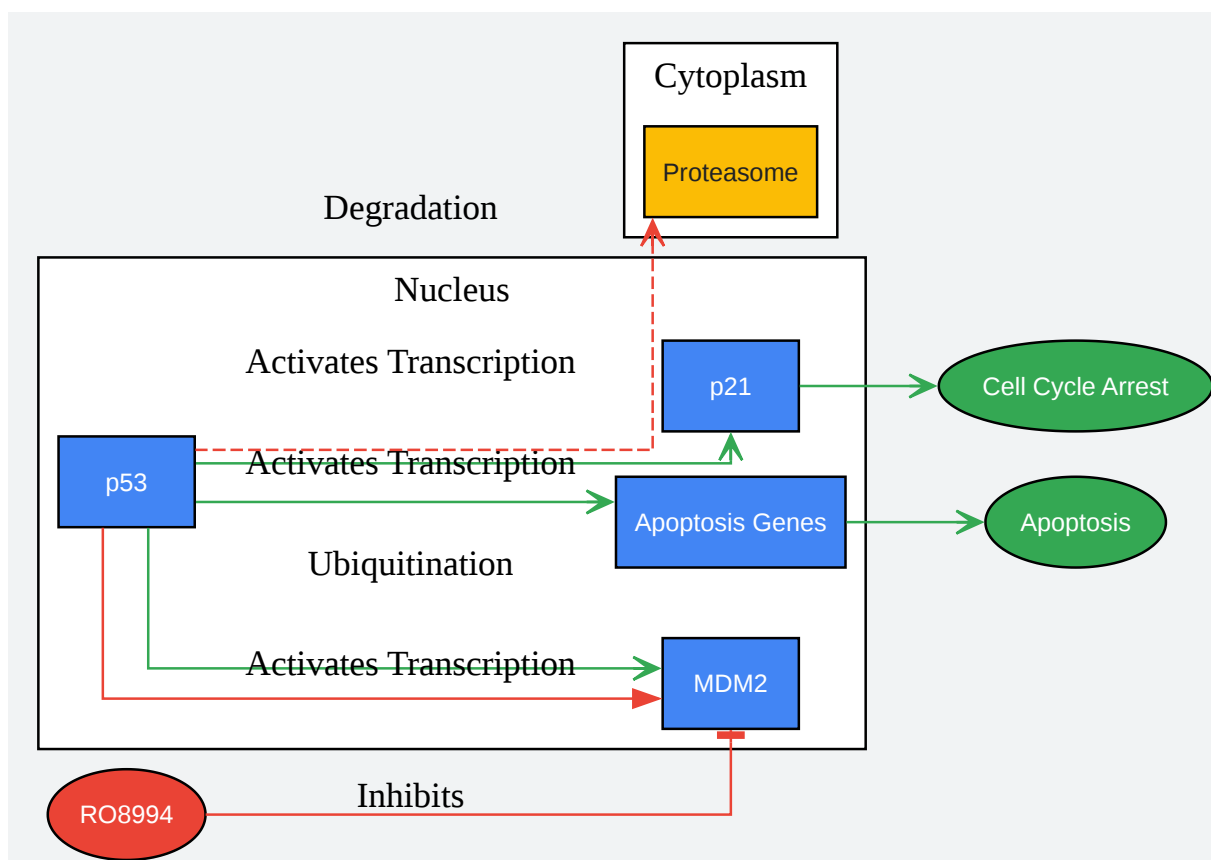 Cytoplasm
Proteasome
Degradation
Nucleus
Activates Transcription
p21
Cell Cycle Arrest
p53
Activates Transcription
Apoptosis Genes
Apoptosis
Ubiquitination
Activates Transcription
MDM2
RO8994
Inhibits